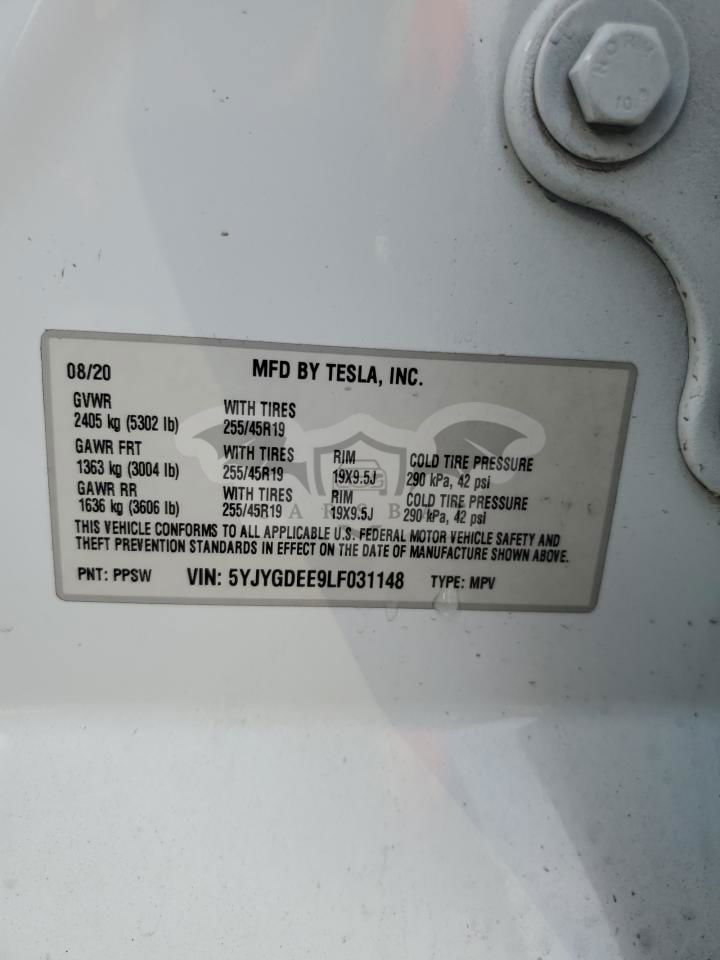 08/20 MFD BY TESLA, INC.
GVWR WITH TIRES
2405 kg (5302 lb) 255/45R19
GAWR FRT WITH TIRES RIM COLD TIRE PRESSURE
1363 kg (3004 lb) 255/45R19 19X9.5J 290 kPa, 42 psi
GAWR RR WITH TIRES RIM COLD TIRE PRESSURE
1636 kg (3606 lb) 255/45R19 19X9.5J 290 kPa, 42 psi
THIS VEHICLE CONFORMS TO ALL APPLICABLE U.S. FEDERAL MOTOR VEHICLE SAFETY AND
THEFT PREVENTION STANDARDS IN EFFECT ON THE DATE OF MANUFACTURE SHOWN ABOVE.
PNT: PPSW VIN: 5YJYGDEE9LF031148 TYPE: MPV